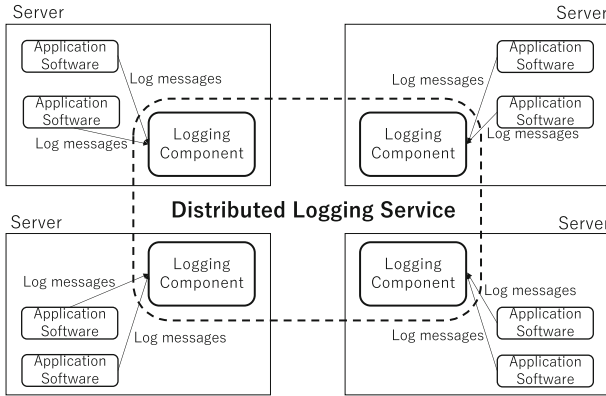 Server
Application
Software
Log messages
Application
Software
Log messages
Logging
Component
Server
Application
Software
Log messages
Application
Software
Log messages
Logging
Component
Distributed Logging Service
Server
Logging
Component
Log messages
Application
Software
Log messages
Application
Software
Server
Logging
Component
Log messages
Application
Software
Log messages
Application
Software